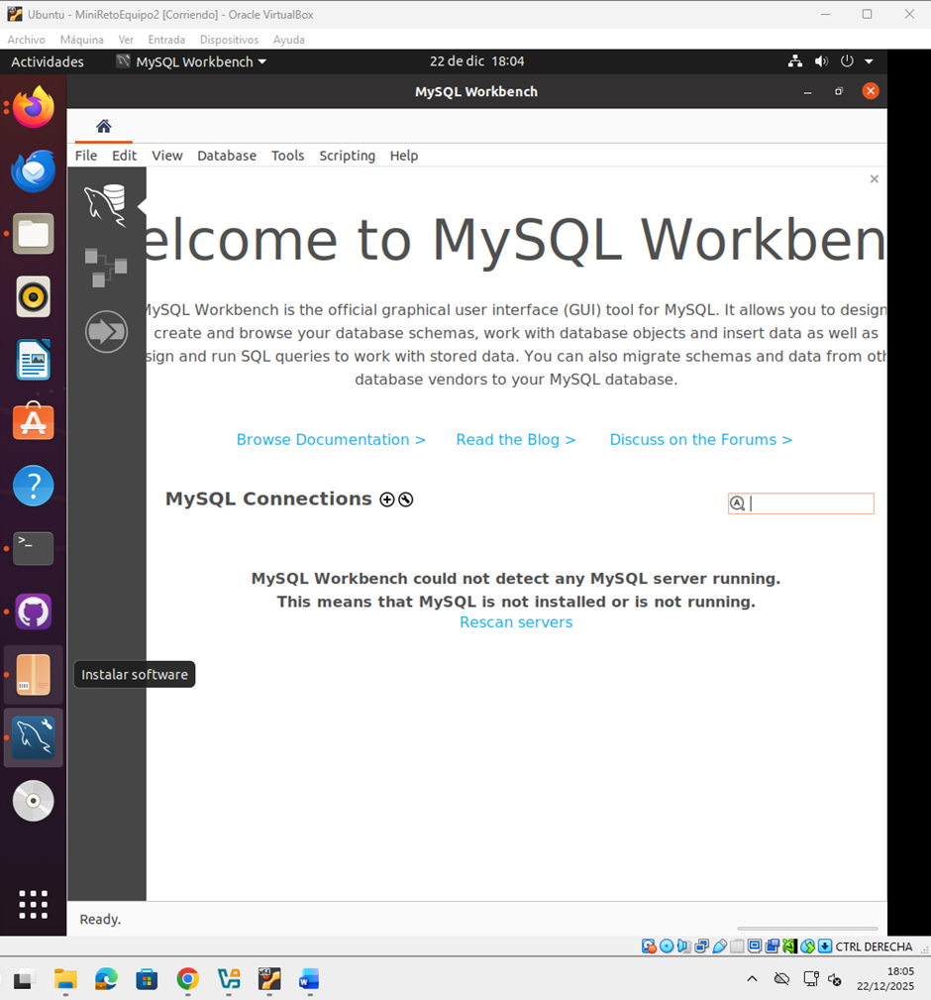 Ubuntu - MiniRetoEquipo2 [Corriendo] - Oracle VirtualBox
Archivo Máquina Ver Entrada Dispositivos Ayuda
Actividades MySQL Workbench 22 de dic 18:04
MySQL Workbench
File Edit View Database Tools Scripting Help
elcome to MySQL Workben
MySQL Workbench is the official graphical user interface (GUI) tool for MySQL. It allows you to design
create and browse your database schemas, work with database objects and insert data as well as
sign and run SQL queries to work with stored data. You can also migrate schemas and data from oth
database vendors to your MySQL database.
Browse Documentation > Read the Blog > Discuss on the Forums >
MySQL Connections
MySQL Workbench could not detect any MySQL server running.
This means that MySQL is not installed or is not running.
Rescan servers
Instalar software
Ready.
CTRL DERECHA
18:05
22/12/2025